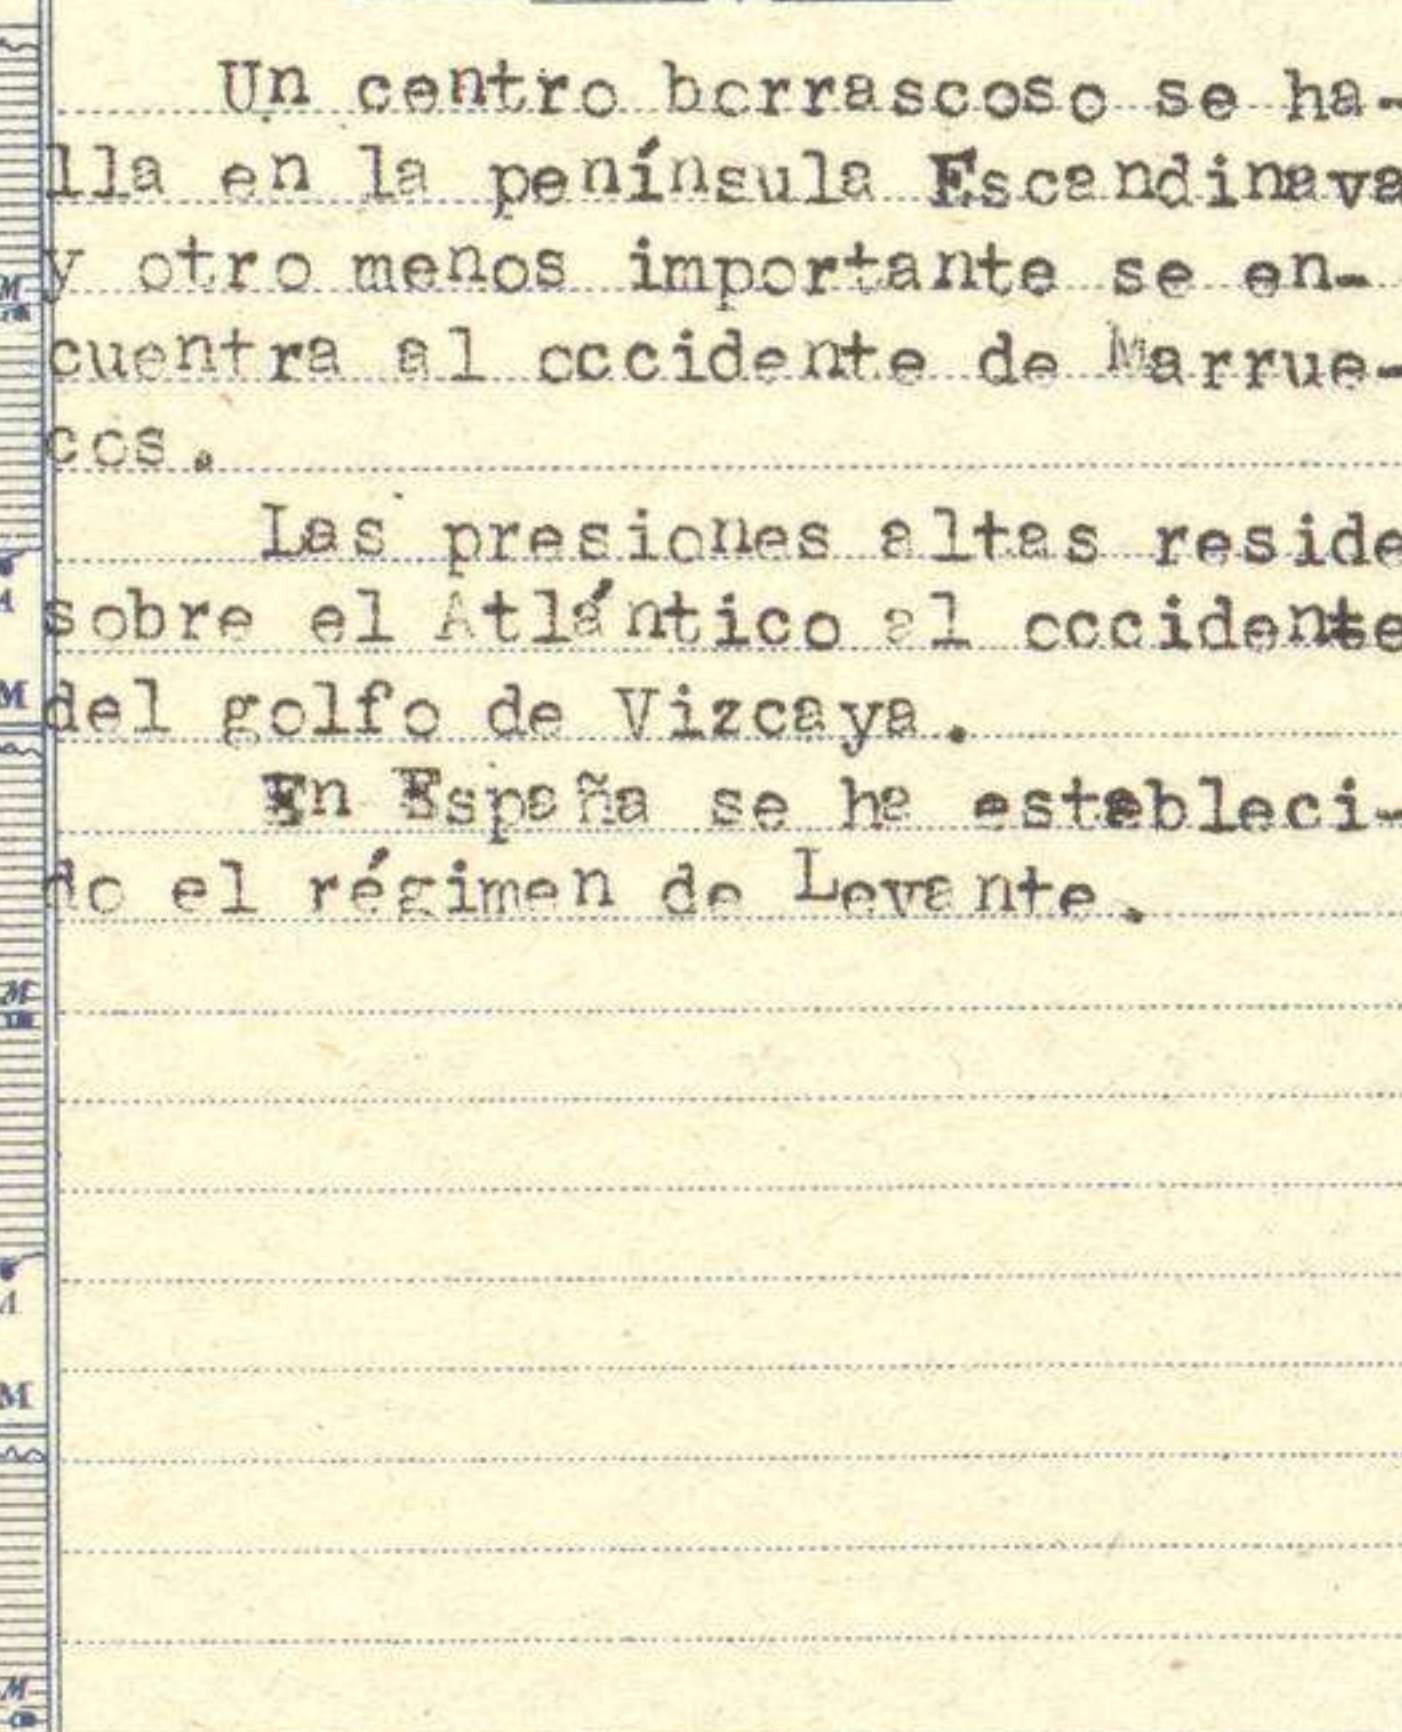 Un centro borrascoso se ha-
lla en la península Escandinava
y otro menos importante se en-
cuentra al occidente de Marrue-
cos.
Las presiones altas reside
sobre el Atlántico al occidente
del golfo de Vizcaya.
En España se ha estableci-
do el régimen de Levante.